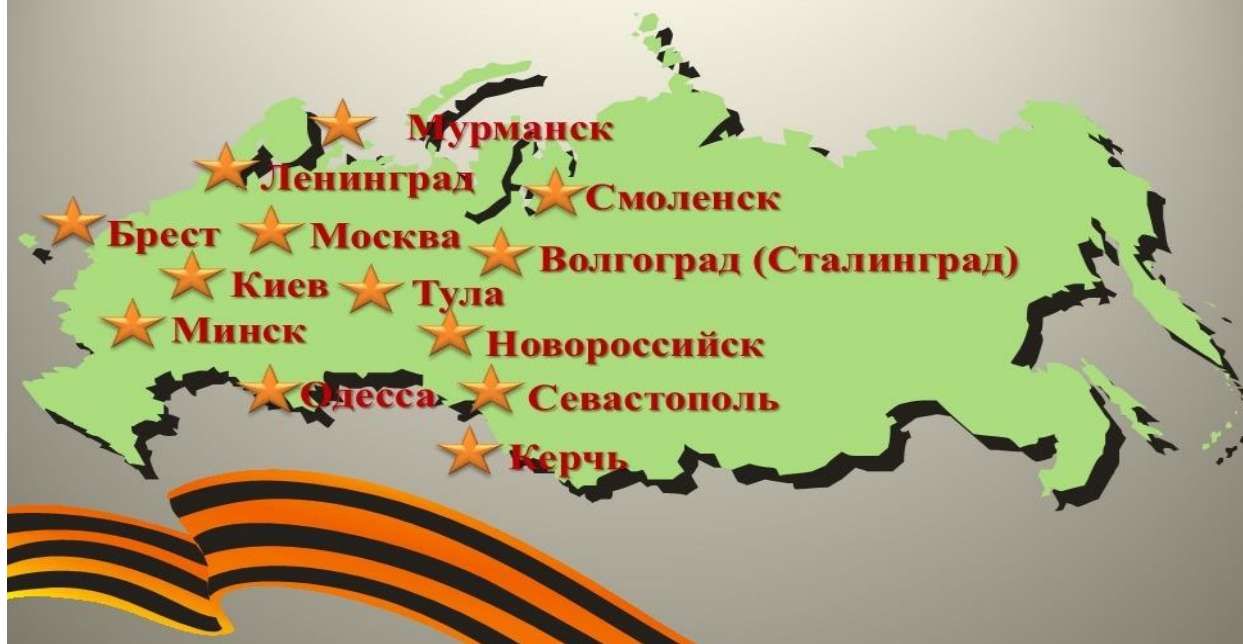 Мурманск
Ленинград
Смоленск
Брест
Москва
Волгоград (Сталинград)
Киев
Тула
Минск
Новороссийск
Одесса
Севастополь
Керчь